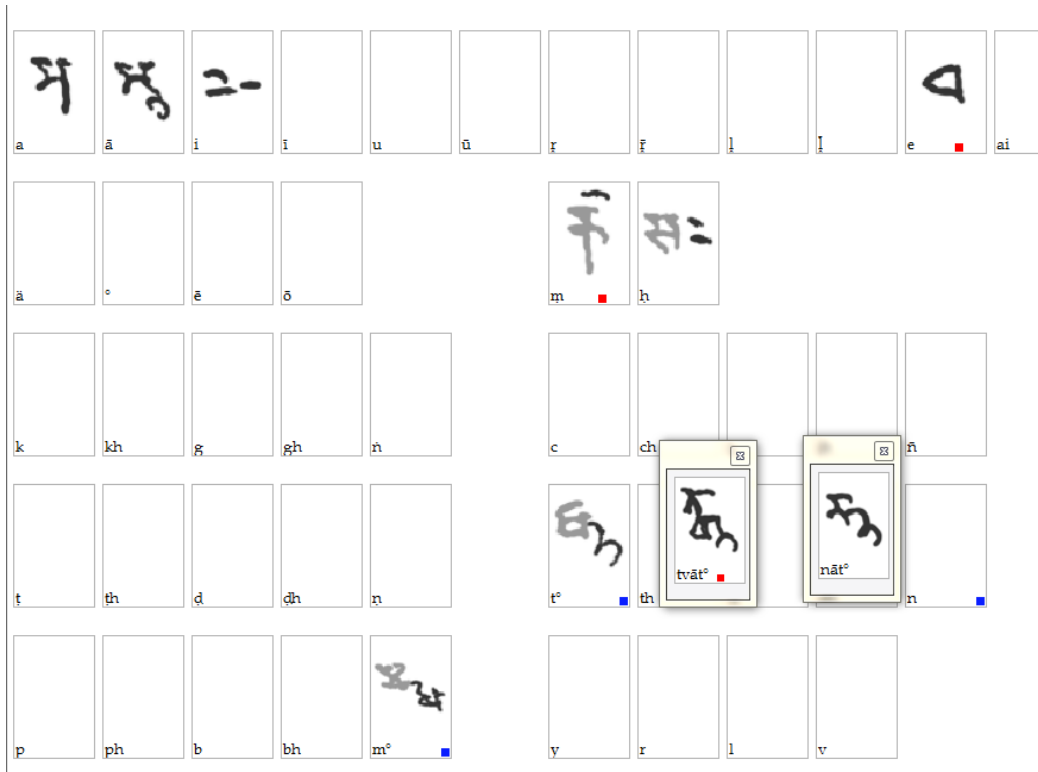 a ā i ī u ū ṛ ṝ ḷ ḹ e ai
ä ° ē ō ṃ ḥ
k kh g gh ṅ c ch ñ
ṭ ṭh ḍ ḍh ṇ t° th tvāt° nāt° n
p ph b bh m° y r l v